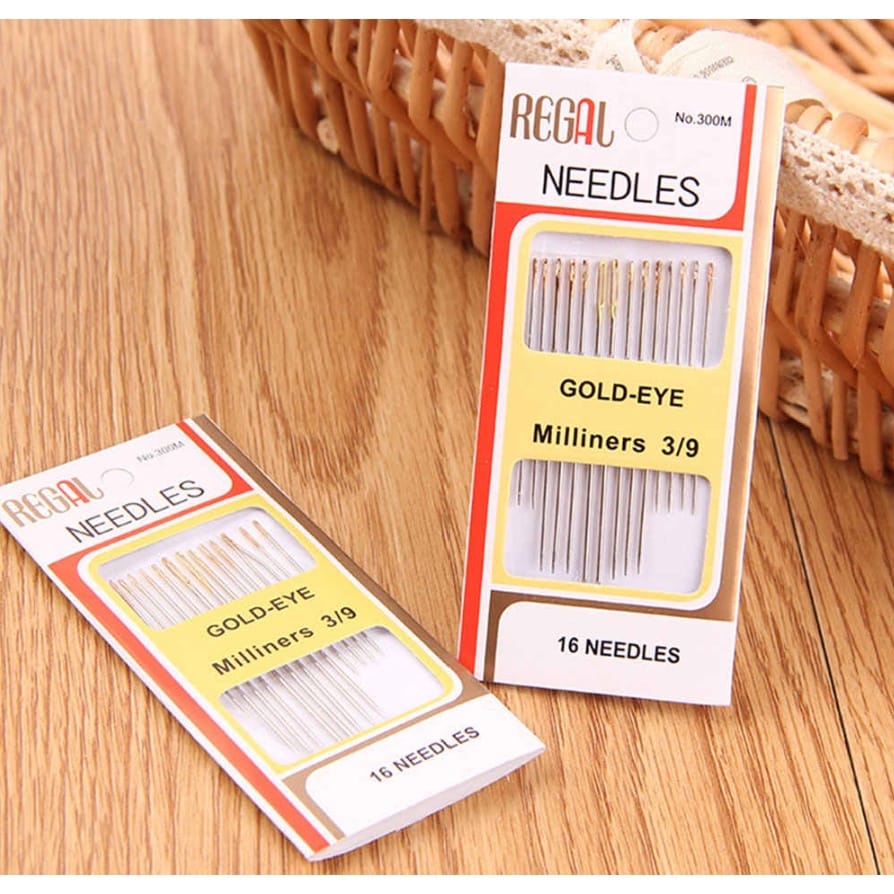 REGAL
No.300M
NEEDLES
GOLD-EYE
Milliners 3/9
16 NEEDLES
REGAL
No.300M
NEEDLES
GOLD-EYE
Milliners 3/9
16 NEEDLES